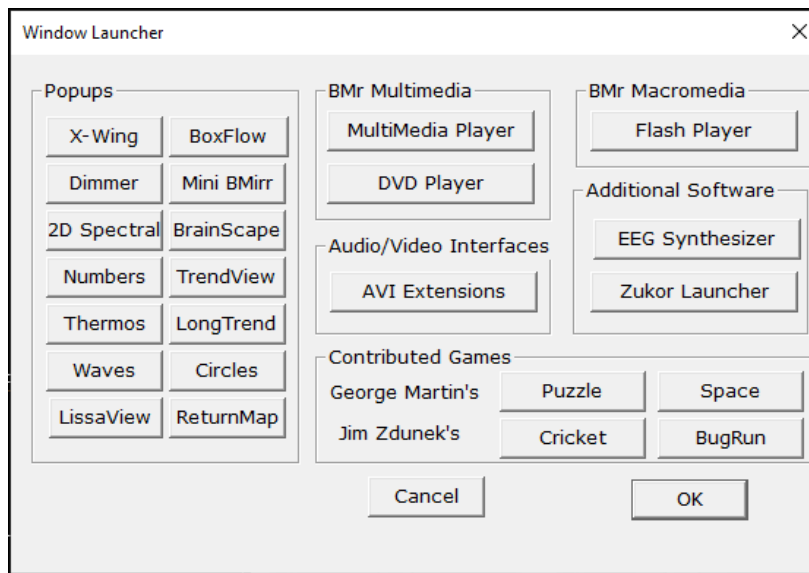 Window Launcher
Popups
X-Wing BoxFlow
Dimmer Mini BMirr
2D Spectral BrainScape
Numbers TrendView
Thermos LongTrend
Waves Circles
LissaView ReturnMap
BMr Multimedia
MultiMedia Player
DVD Player
Audio/Video Interfaces
AVI Extensions
BMr Macromedia
Flash Player
Additional Software
EEG Synthesizer
Zukor Launcher
Contributed Games
George Martin's Puzzle Space
Jim Zdunek's Cricket BugRun
Cancel OK